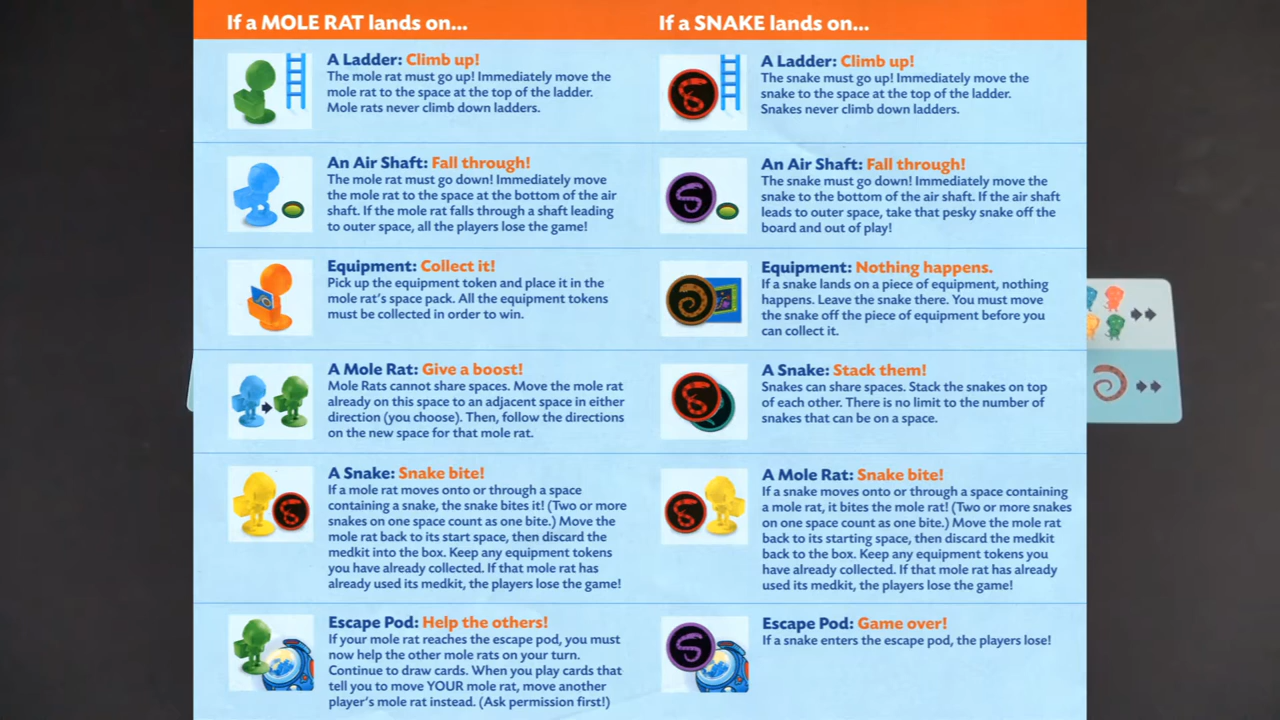 If a MOLE RAT lands on...
A Ladder: Climb up!
The mole rat must go up! Immediately move the
mole rat to the space at the top of the ladder.
Mole rats never climb down ladders.
An Air Shaft: Fall through!
The mole rat must go down! Immediately move
the mole rat to the space at the bottom of the air
shaft. If the mole rat falls through a shaft leading
to outer space, all the players lose the game!
Equipment: Collect it!
Pick up the equipment token and place it in the
mole rat's space pack. All the equipment tokens
must be collected in order to win.
A Mole Rat: Give a boost!
Mole Rats cannot share spaces. Move the mole rat
already on this space to an adjacent space in either
direction (you choose). Then, follow the directions
on the new space for that mole rat.
A Snake: Snake bite!
If a mole rat moves onto or through a space
containing a snake, the snake bites it! (Two or more
snakes on one space count as one bite.) Move the
mole rat back to its start space, then discard the
medkit into the box. Keep any equipment tokens
you have already collected. If that mole rat has
already used its medkit, the players lose the game!
Escape Pod: Help the others!
If your mole rat reaches the escape pod, you must
now help the other mole rats on your turn.
Continue to draw cards. When you play cards that
tell you to move YOUR mole rat, move another
player's mole rat instead. (Ask permission first!)
If a SNAKE lands on...
A Ladder: Climb up!
The snake must go up! Immediately move the
snake to the space at the top of the ladder.
Snakes never climb down ladders.
An Air Shaft: Fall through!
The snake must go down! Immediately move the
snake to the bottom of the air shaft. If the air shaft
leads to outer space, take that pesky snake off the
board and out of play!
Equipment: Nothing happens.
If a snake lands on a piece of equipment, nothing
happens. Leave the snake there. You must move
the snake off the piece of equipment before you
can collect it.
A Snake: Stack them!
Snakes can share spaces. Stack the snakes on top
of each other. There is no limit to the number of
snakes that can be on a space.
A Mole Rat: Snake bite!
If a snake moves onto or through a space containing
a mole rat, it bites the mole rat! (Two or more snakes
on one space count as one bite.) Move the mole rat
back to its starting space, then discard the medkit
back to the box. Keep any equipment tokens you
have already collected. If that mole rat has already
used its medkit, the players lose the game!
Escape Pod: Game over!
If a snake enters the escape pod, the players lose!